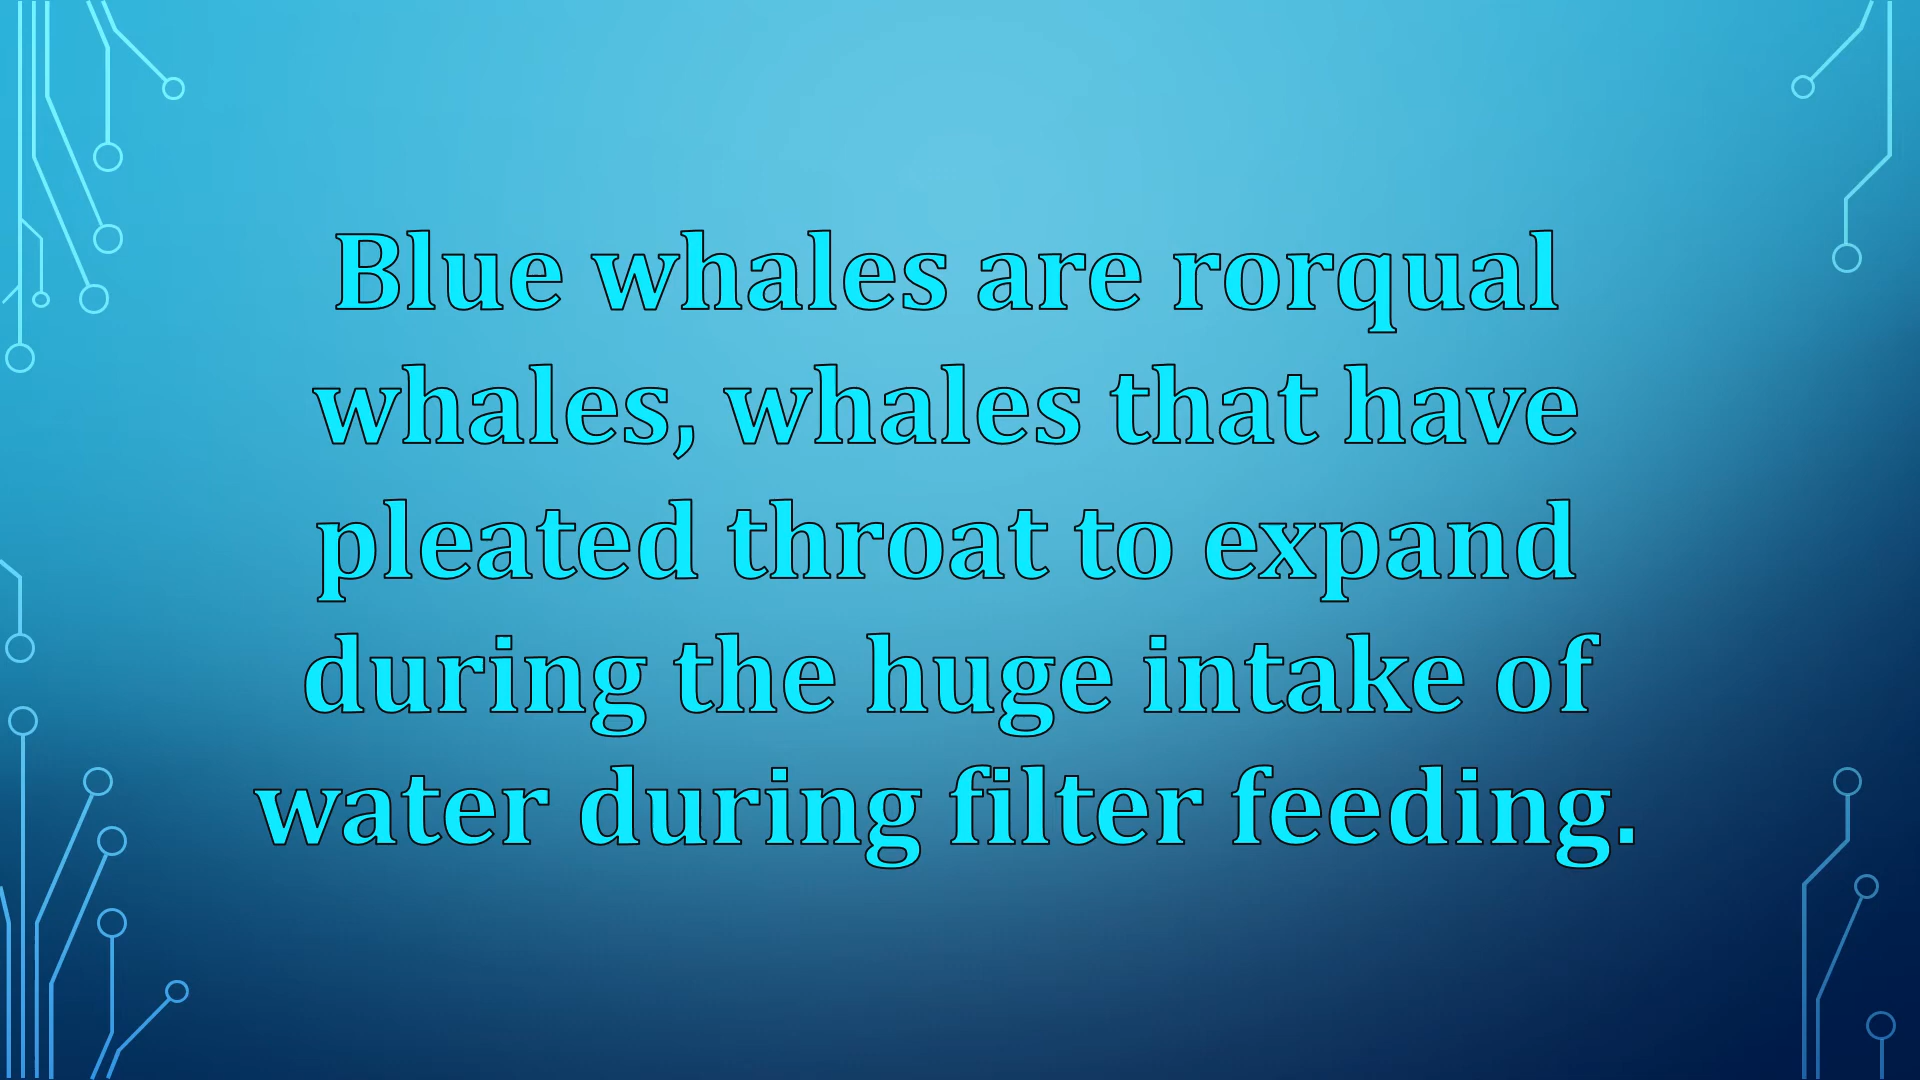 Blue whales are rorqual
whales, whales that have
pleated throat to expand
during the huge intake of
water during filter feeding.